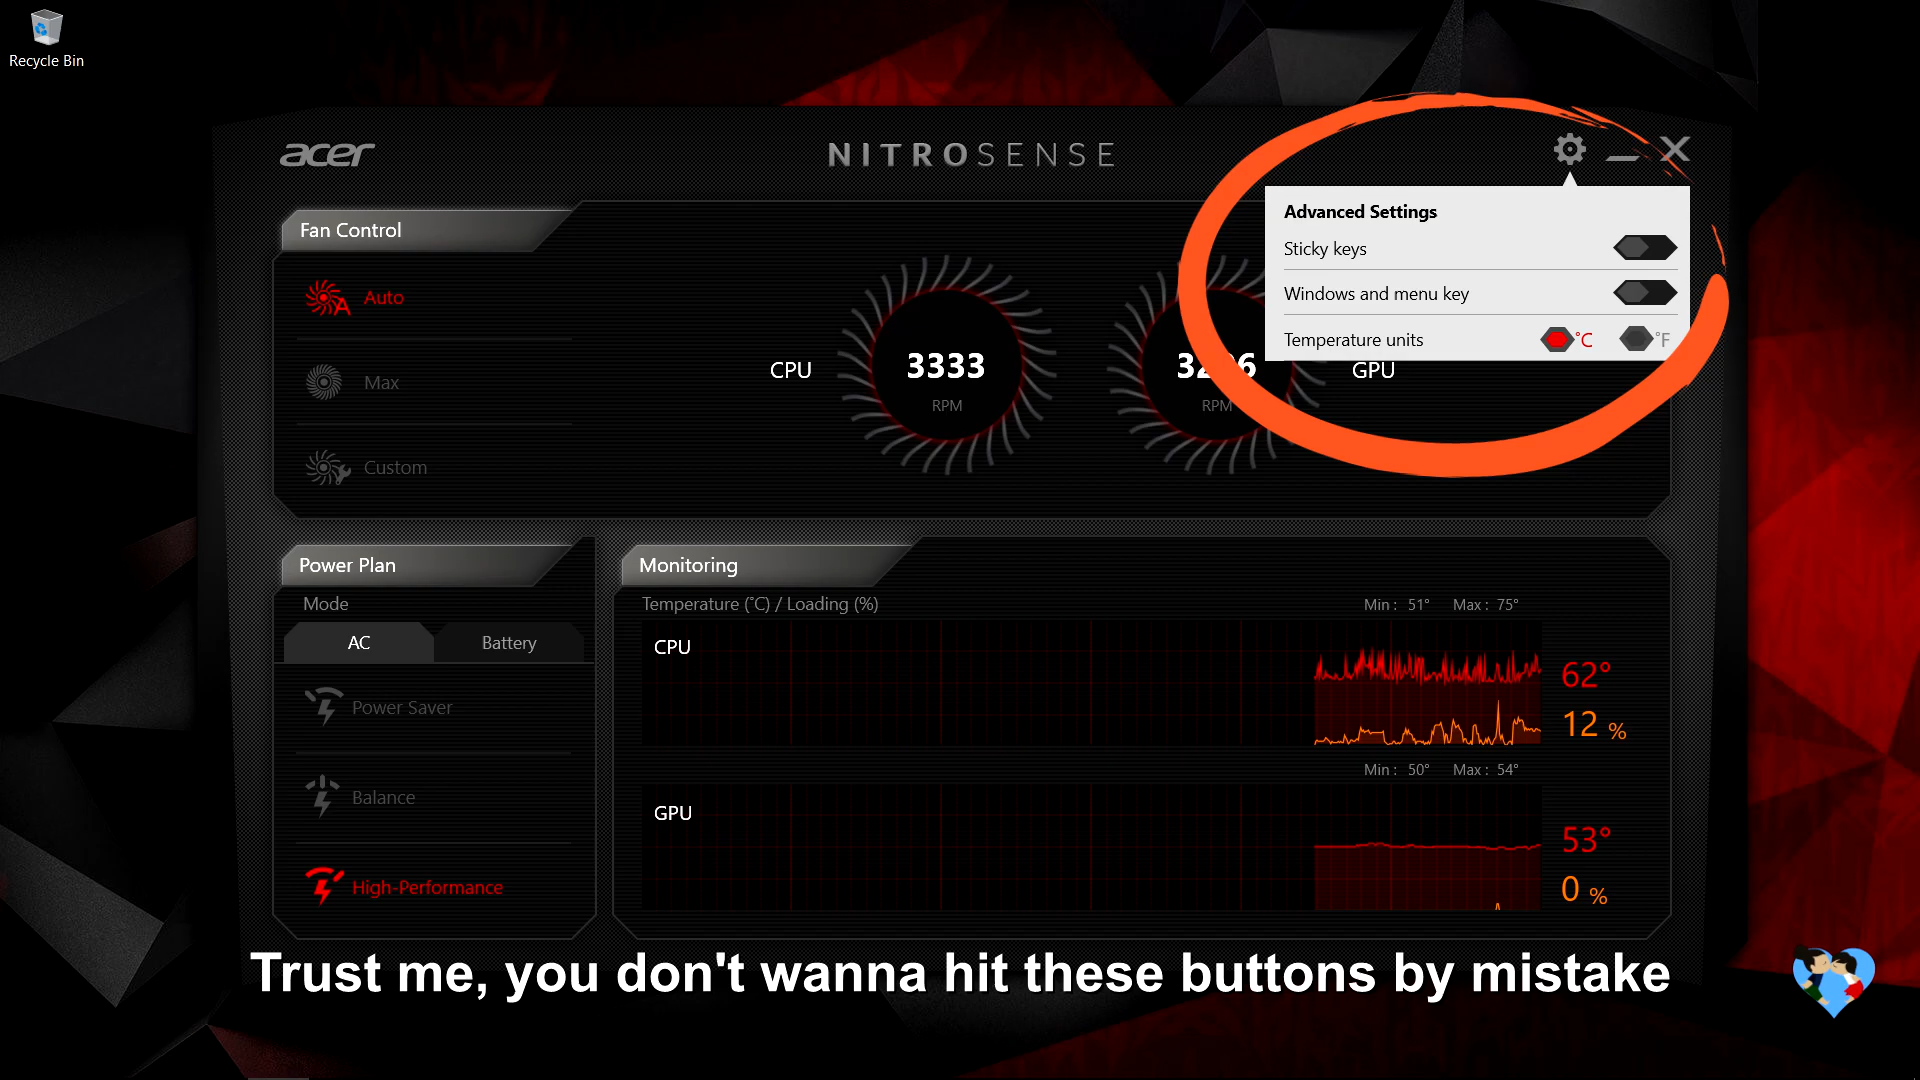 Recycle Bin
acer
NITROSENSE
Advanced Settings
Sticky keys
Windows and menu key
Temperature units °C °F
Fan Control
Auto
Max
Custom
CPU
3333
RPM
RPM
GPU
Power Plan
Mode
AC Battery
Power Saver
Balance
High-Performance
Monitoring
Temperature (°C) / Loading (%)
Min : 51° Max : 75°
CPU
62°
12 %
Min : 50° Max : 54°
GPU
53°
0 %
Trust me, you don't wanna hit these buttons by mistake